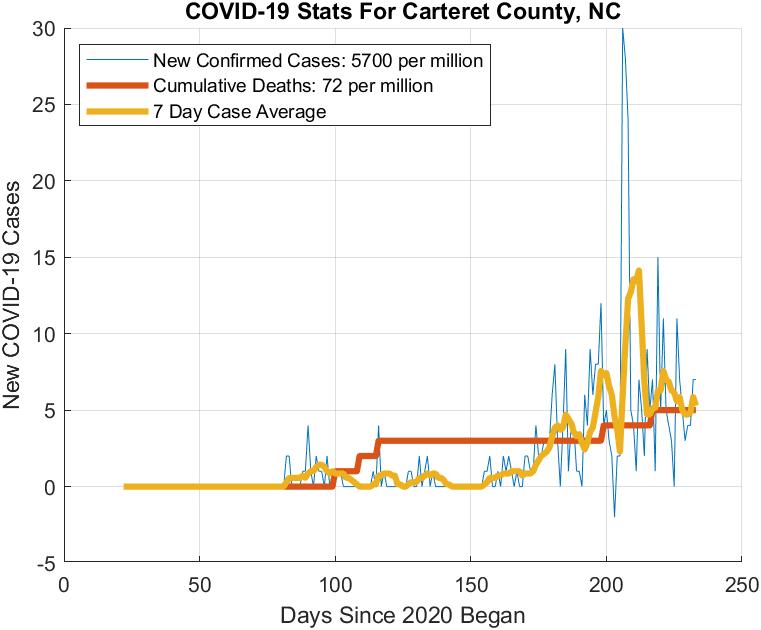 COVID-19 Stats For Carteret County, NC
New Confirmed Cases: 5700 per million
Cumulative Deaths: 72 per million
7 Day Case Average
New COVID-19 Cases
30
25
20
15
10
5
0
-5
0 50 100 150 200 250
Days Since 2020 Began